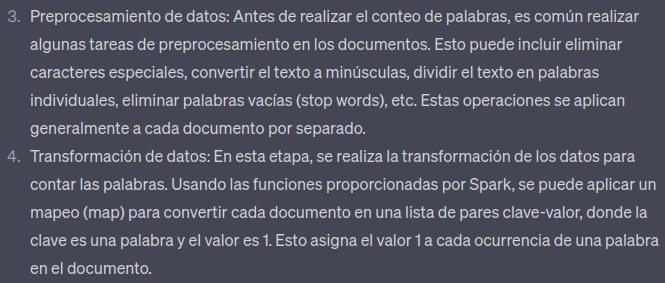 3. Preprocesamiento de datos: Antes de realizar el conteo de palabras, es común realizar
algunas tareas de preprocesamiento en los documentos. Esto puede incluir eliminar
caracteres especiales, convertir el texto a minúsculas, dividir el texto en palabras
individuales, eliminar palabras vacías (stop words), etc. Estas operaciones se aplican
generalmente a cada documento por separado.
4. Transformación de datos: En esta etapa, se realiza la transformación de los datos para
contar las palabras. Usando las funciones proporcionadas por Spark, se puede aplicar un
mapeo (map) para convertir cada documento en una lista de pares clave-valor, donde la
clave es una palabra y el valor es 1. Esto asigna el valor 1 a cada ocurrencia de una palabra
en el documento.